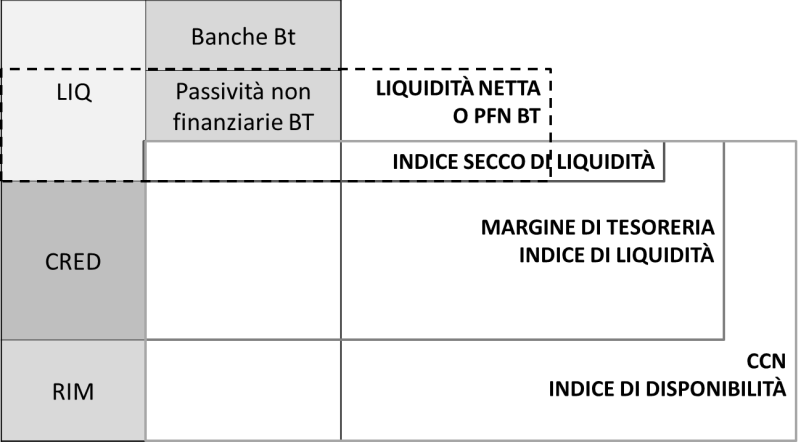 Banche Bt
LIQ
Passività non
finanziarie BT
LIQUIDITÀ NETTA
O PFN BT
INDICE SECCO DI LIQUIDITÀ
CRED
MARGINE DI TESORERIA
INDICE DI LIQUIDITÀ
RIM
CCN
INDICE DI DISPONIBILITÀ